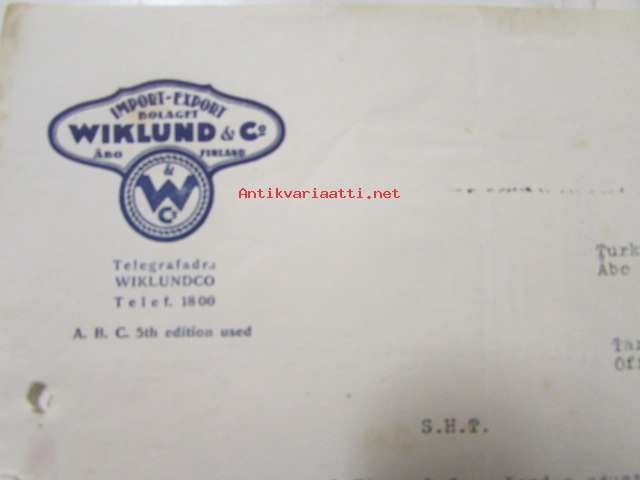 IMPORT-EXPORT
BOLAGET
WIKLUND & Co
ÅBO FINLAND
& W Co
Antikvariaatti.net
Telegrafadr.:
WIKLUNDCO
Telef. 1800
A. B. C. 5th edition used
Turk
Åbo
S.H.T.